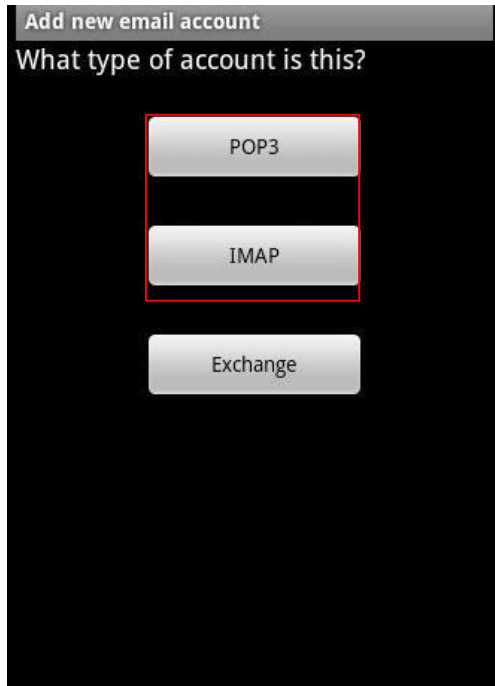 Add new email account
What type of account is this?
POP3
IMAP
Exchange